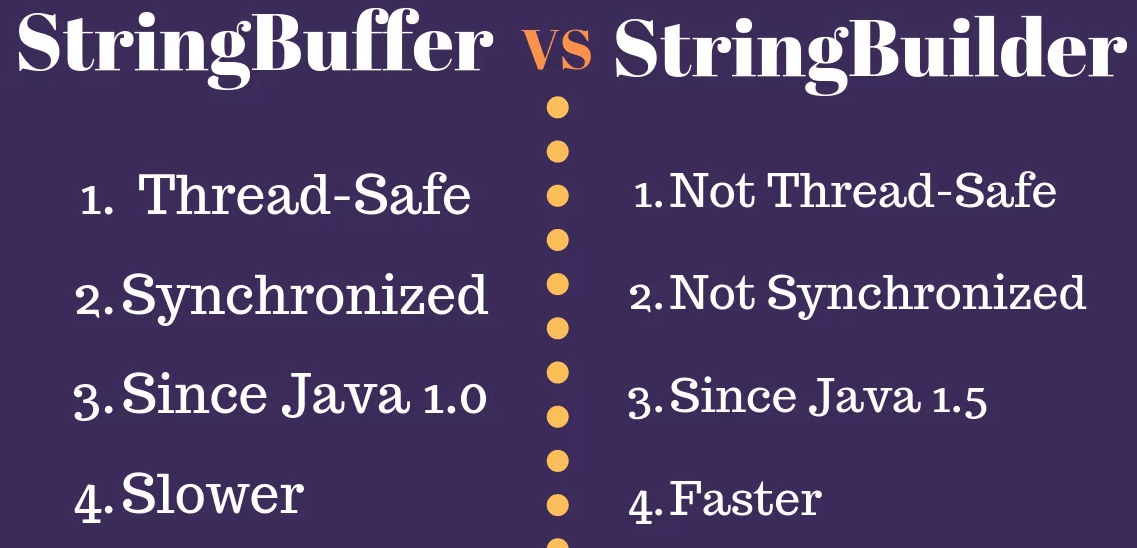 StringBuffer vs StringBuilder
1. Thread-Safe
2. Synchronized
3. Since Java 1.0
4. Slower
1. Not Thread-Safe
2. Not Synchronized
3. Since Java 1.5
4. Faster